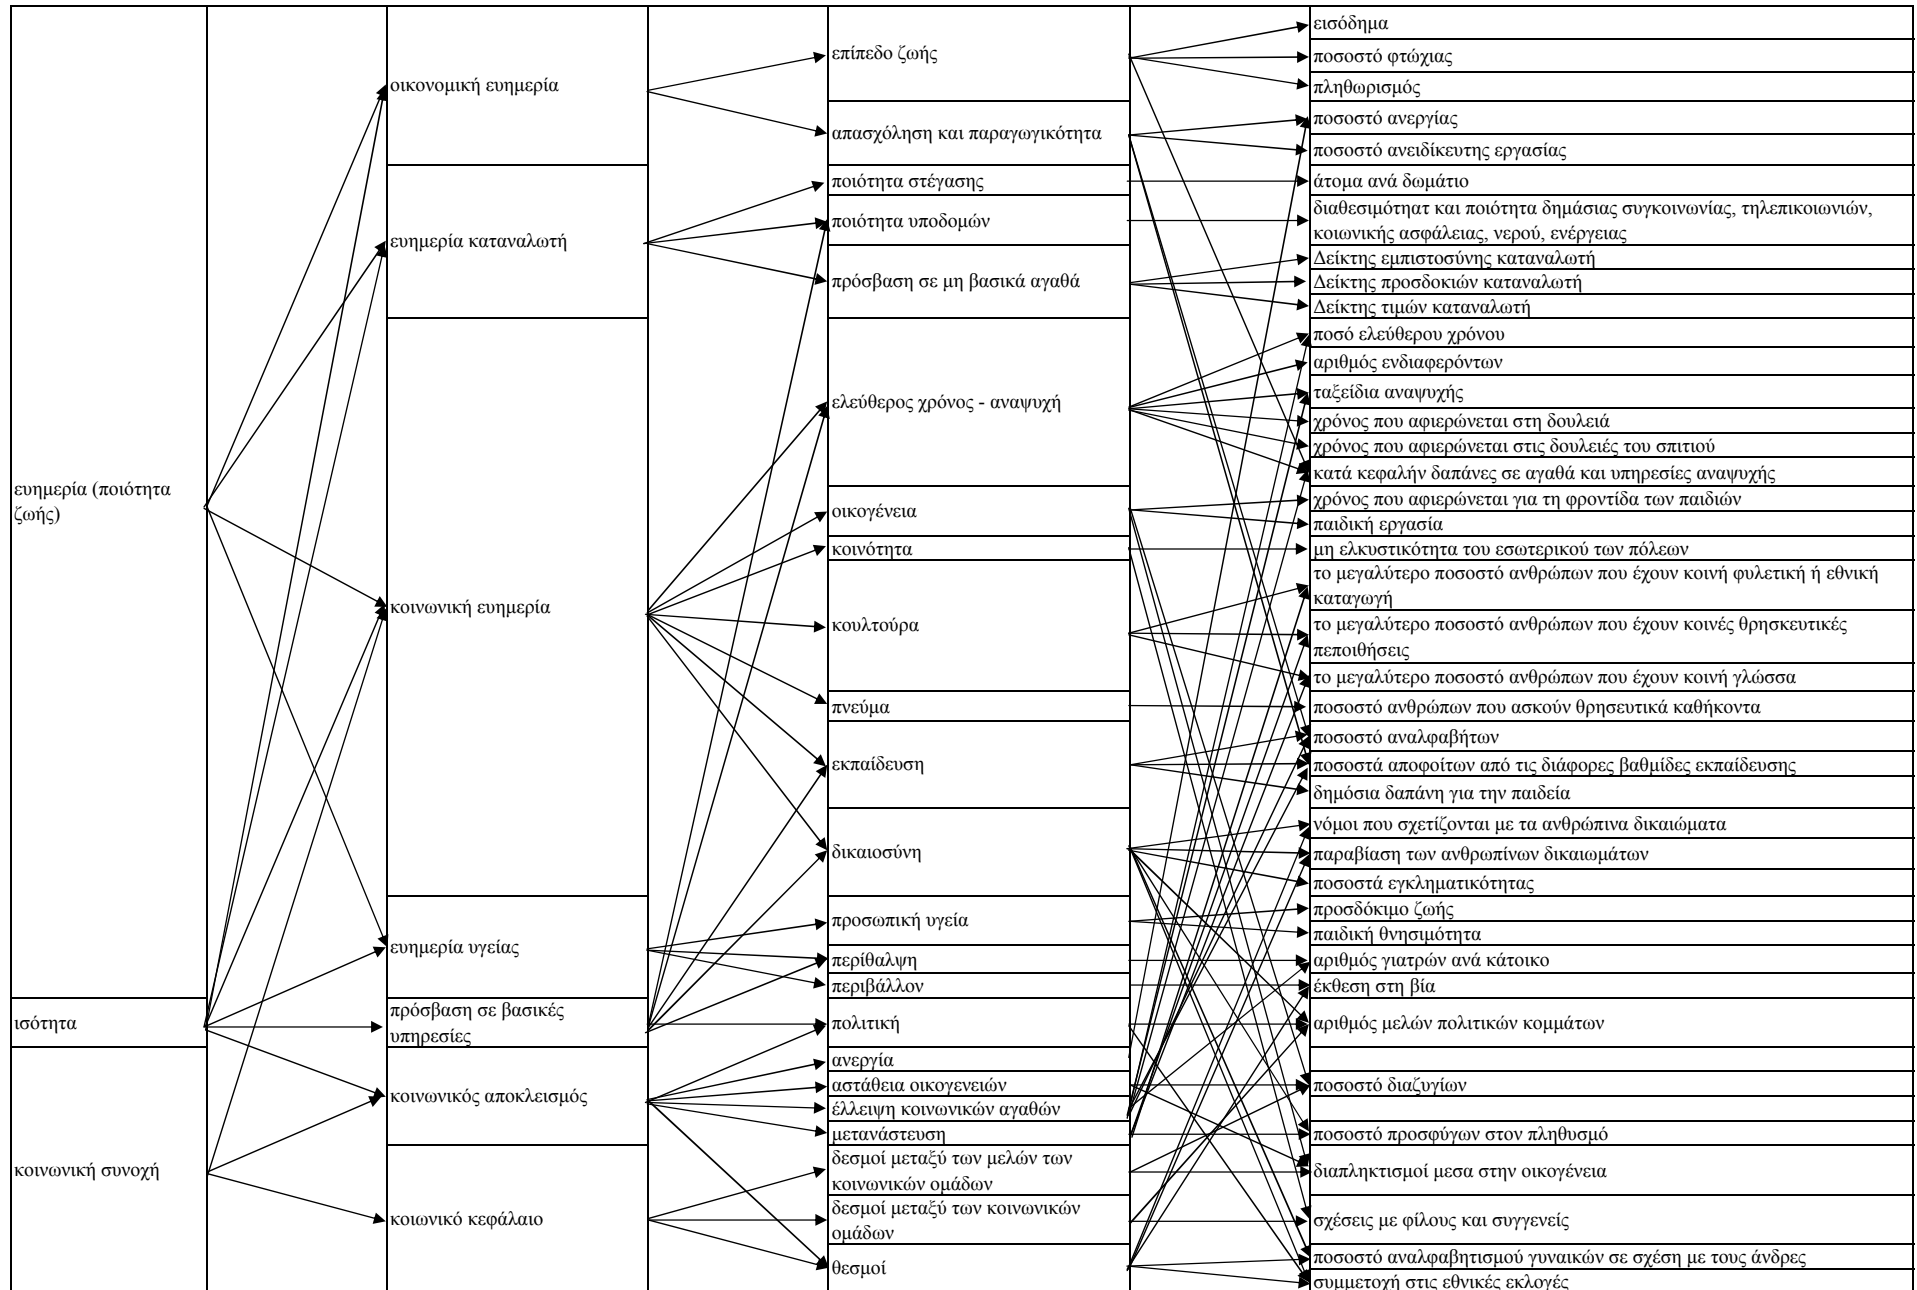 ευημερία (ποιότητα
ζωής)
ισότητα
κοινωνική συνοχή
οικονομική ευημερία
ευημερία καταναλωτή
κοινωνική ευημερία
ευημερία υγείας
πρόσβαση σε βασικές
υπηρεσίες
κοινωνικός αποκλεισμός
κοιωνικό κεφάλαιο
επίπεδο ζωής
απασχόληση και παραγωγικότητα
ποιότητα στέγασης
ποιότητα υποδομών
πρόσβαση σε μη βασικά αγαθά
ελεύθερος χρόνος - αναψυχή
οικογένεια
κοινότητα
κουλτούρα
πνεύμα
εκπαίδευση
δικαιοσύνη
προσωπική υγεία
περίθαλψη
περιβάλλον
πολιτική
ανεργία
αστάθεια οικογενειών
έλλειψη κοινωνικών αγαθών
μετανάστευση
δεσμοί μεταξύ των μελών των
κοινωνικών ομάδων
δεσμοί μεταξύ των κοινωνικών
ομάδων
θεσμοί
εισόδημα
ποσοστό φτώχιας
πληθωρισμός
ποσοστό ανεργίας
ποσοστό ανειδίκευτης εργασίας
άτομα ανά δωμάτιο
διαθεσιμότηατ και ποιότητα δημάσιας συγκοινωνίας, τηλεπικοιωνιών,
κοιωνικής ασφάλειας, νερού, ενέργειας
Δείκτης εμπιστοσύνης καταναλωτή
Δείκτης προσδοκιών καταναλωτή
Δείκτης τιμών καταναλωτή
ποσό ελεύθερου χρόνου
αριθμός ενδιαφερόντων
ταξείδια αναψυχής
χρόνος που αφιερώνεται στη δουλειά
χρόνος που αφιερώνεται στις δουλειές του σπιτιού
κατά κεφαλήν δαπάνες σε αγαθά και υπηρεσίες αναψυχής
χρόνος που αφιερώνεται για τη φροντίδα των παιδιών
παιδική εργασία
μη ελκυστικότητα του εσωτερικού των πόλεων
το μεγαλύτερο ποσοστό ανθρώπων που έχουν κοινή φυλετική ή εθνική
καταγωγή
το μεγαλύτερο ποσοστό ανθρώπων που έχουν κοινές θρησκευτικές
πεποιθήσεις
το μεγαλύτερο ποσοστό ανθρώπων που έχουν κοινή γλώσσα
ποσοστό ανθρώπων που ασκούν θρησευτικά καθήκοντα
ποσοστό αναλφαβήτων
ποσοστά αποφοίτων από τις διάφορες βαθμίδες εκπαίδευσης
δημόσια δαπάνη για την παιδεία
νόμοι που σχετίζονται με τα ανθρώπινα δικαιώματα
παραβίαση των ανθρωπίνων δικαιωμάτων
ποσοστά εγκληματικότητας
προσδόκιμο ζωής
παιδική θνησιμότητα
αριθμός γιατρών ανά κάτοικο
έκθεση στη βία
αριθμός μελών πολιτικών κομμάτων
ποσοστό διαζυγίων
ποσοστό προσφύγων στον πληθυσμό
διαπληκτισμοί μεσα στην οικογένεια
σχέσεις με φίλους και συγγενείς
ποσοστό αναλφαβητισμού γυναικών σε σχέση με τους άνδρες
συμμετοχή στις εθνικές εκλογές